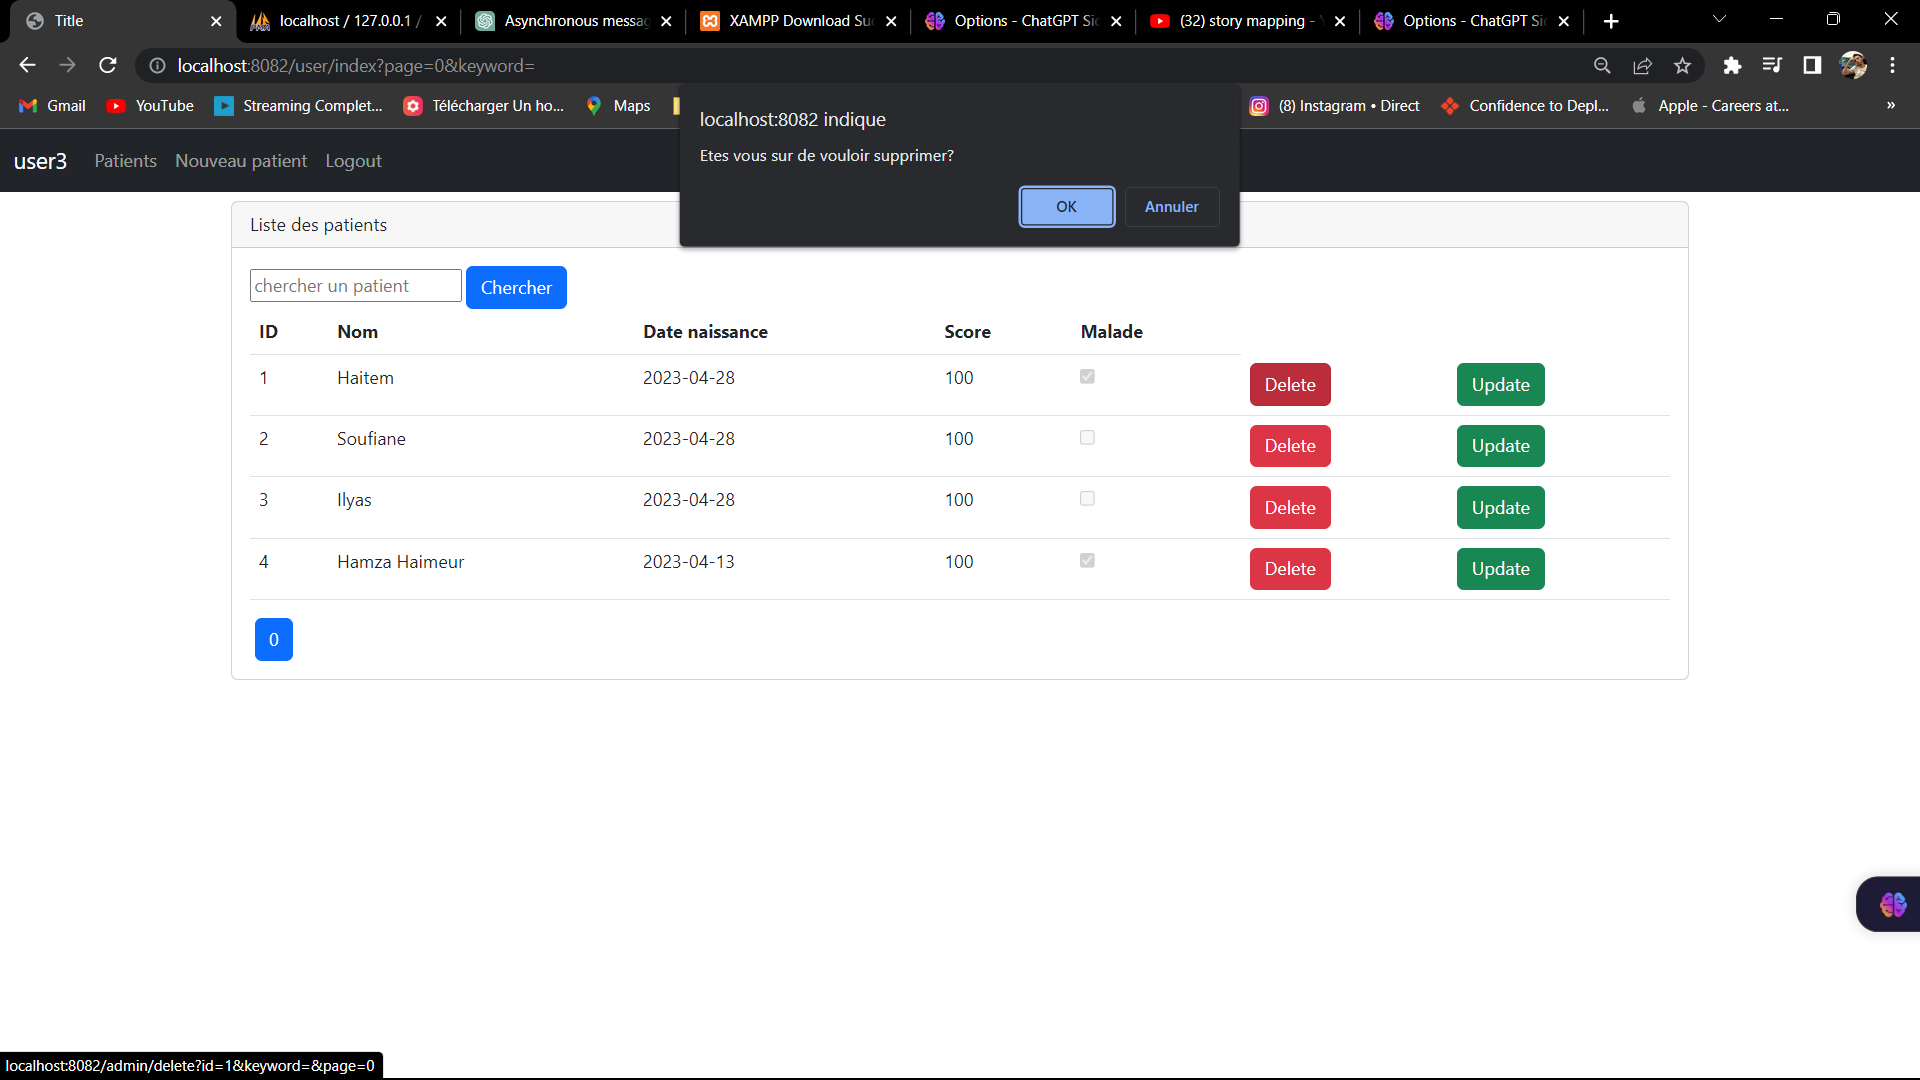 Title
localhost / 127.0.0.1 /
Asynchronous messag
XAMPP Download Su
Options - ChatGPT Si
(32) story mapping -
Options - ChatGPT Si
localhost:8082/user/index?page=0&keyword=
Gmail
YouTube
Streaming Complet...
Télécharger Un ho...
Maps
(8) Instagram • Direct
Confidence to Depl...
Apple - Careers at...
»
localhost:8082 indique
Etes vous sur de vouloir supprimer?
OK Annuler
user3 Patients Nouveau patient Logout
Liste des patients
chercher un patient Chercher
ID Nom Date naissance Score Malade
1 Haitem 2023-04-28 100 Delete Update
2 Soufiane 2023-04-28 100 Delete Update
3 Ilyas 2023-04-28 100 Delete Update
4 Hamza Haimeur 2023-04-13 100 Delete Update
0
localhost:8082/admin/delete?id=1&keyword=&page=0